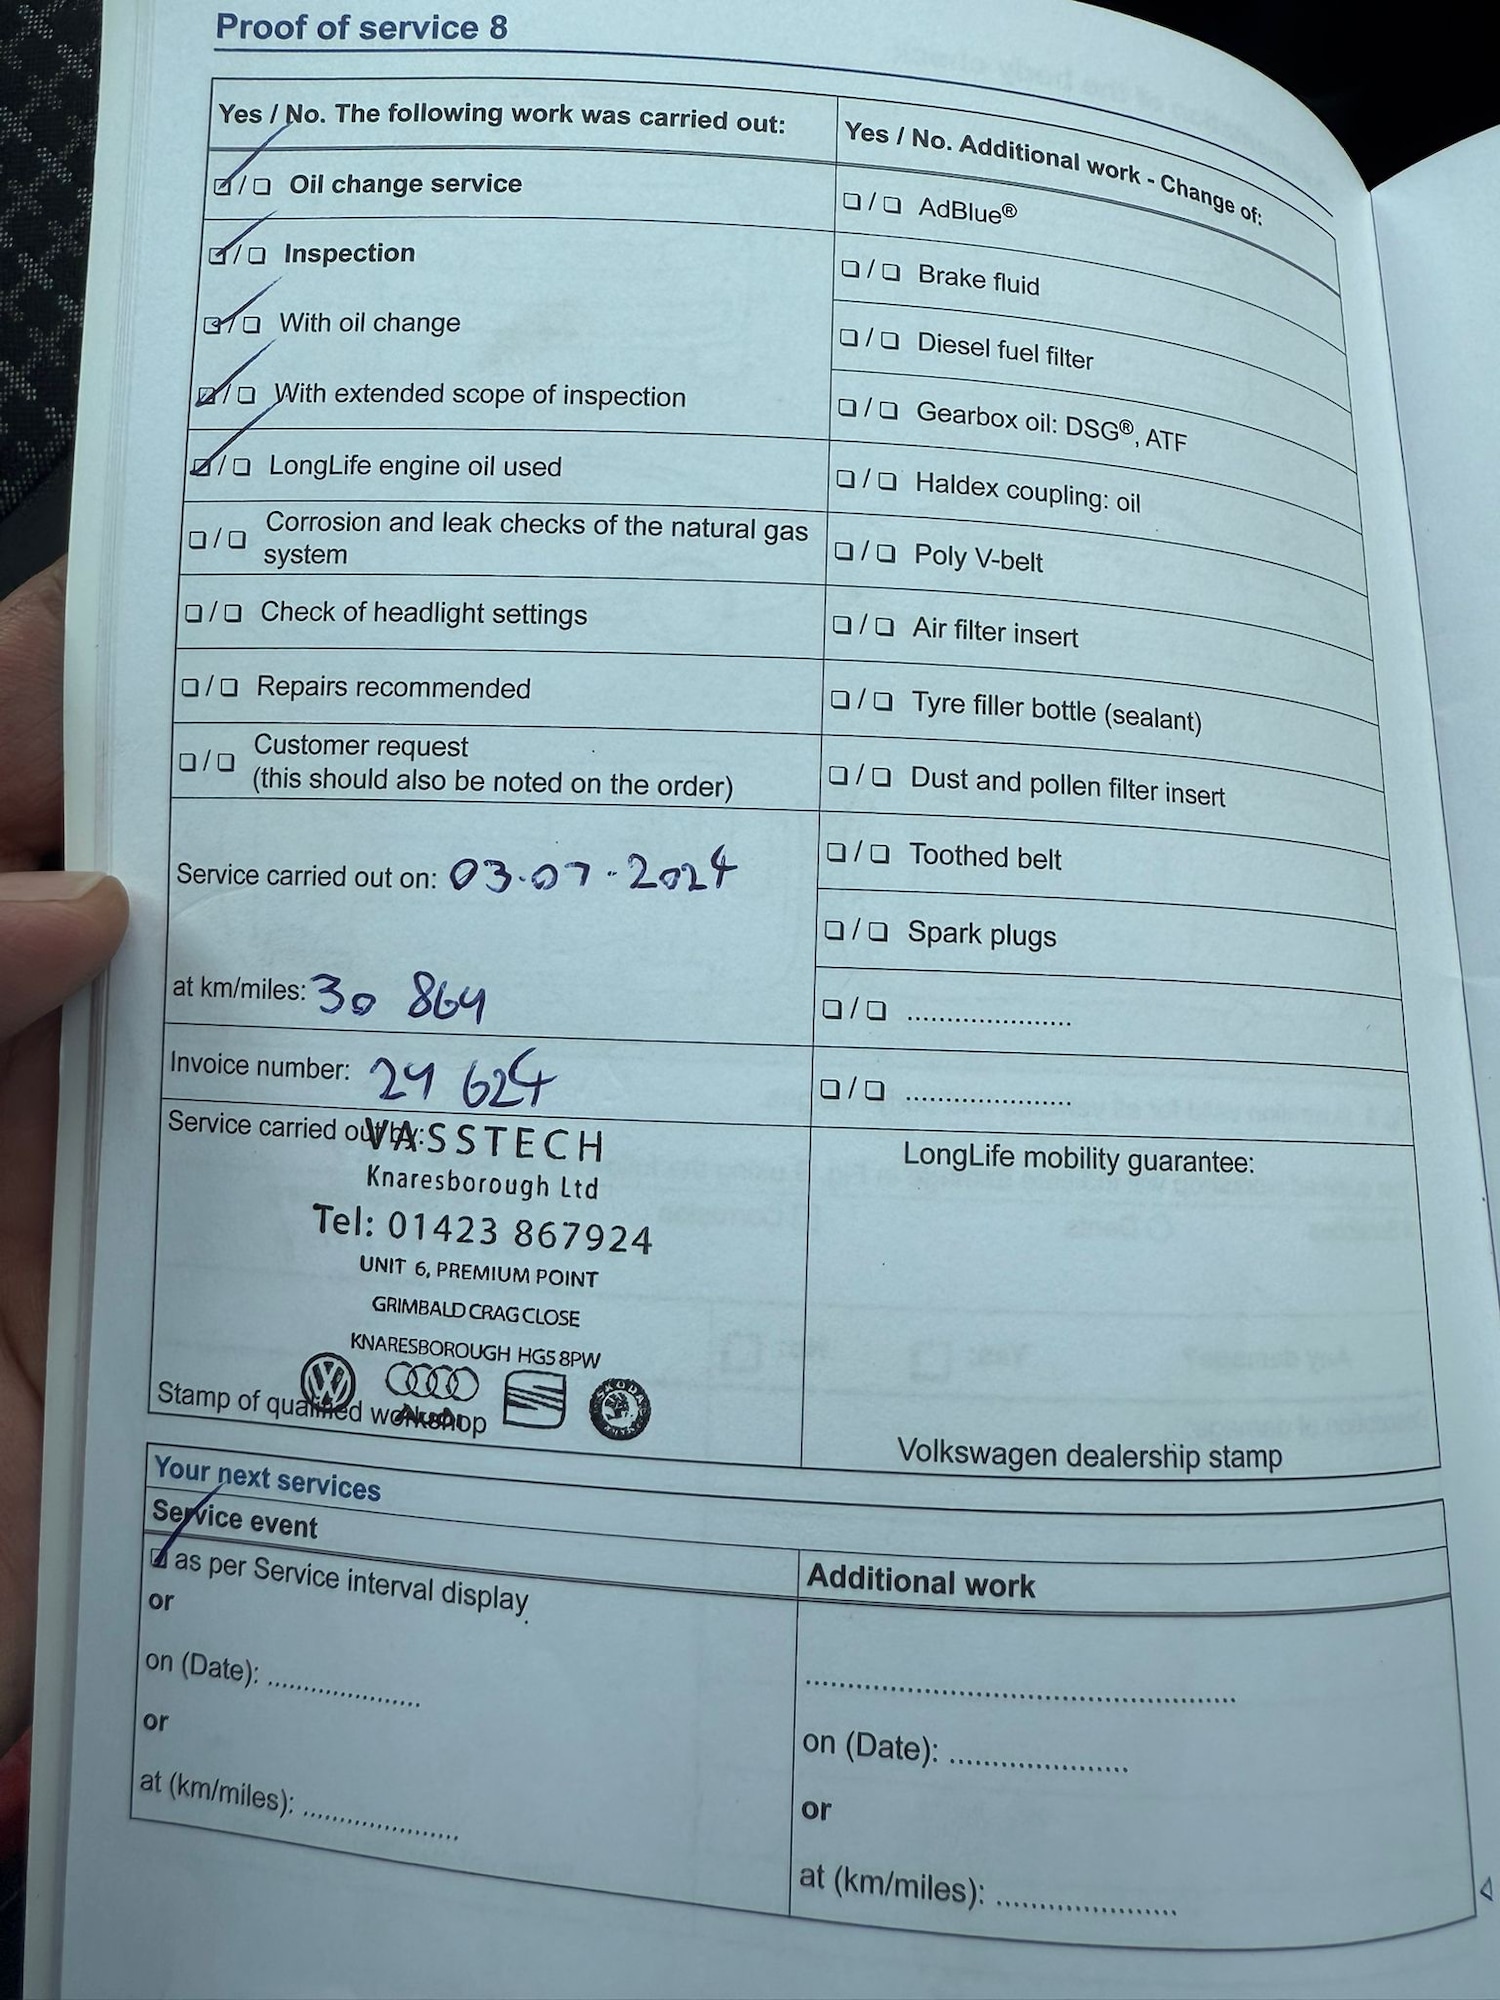 Proof of service 8
Yes / No. The following work was carried out:
☑ / ❏ Oil change service
☑ / ❏ Inspection
☑ / ❏ With oil change
☑ / ❏ With extended scope of inspection
☑ / ❏ LongLife engine oil used
❏ / ❏ Corrosion and leak checks of the natural gas
system
❏ / ❏ Check of headlight settings
❏ / ❏ Repairs recommended
❏ / ❏ Customer request
(this should also be noted on the order)
Service carried out on: 03.07.2024
at km/miles: 30 864
Invoice number: 29 624
Service carried out by:
VASSTECH
Knaresborough Ltd
Tel: 01423 867924
UNIT 6, PREMIUM POINT
GRIMBALD CRAG CLOSE
KNARESBOROUGH HG5 8PW
Audi
SKODA
Stamp of qualified workshop
Yes / No. Additional work - Change of:
❏ / ❏ AdBlue®
❏ / ❏ Brake fluid
❏ / ❏ Diesel fuel filter
❏ / ❏ Gearbox oil: DSG®, ATF
❏ / ❏ Haldex coupling: oil
❏ / ❏ Poly V-belt
❏ / ❏ Air filter insert
❏ / ❏ Tyre filler bottle (sealant)
❏ / ❏ Dust and pollen filter insert
❏ / ❏ Toothed belt
❏ / ❏ Spark plugs
❏ / ❏ ......................
❏ / ❏ ......................
LongLife mobility guarantee:
Volkswagen dealership stamp
Your next services
Service event
☑ as per Service interval display
or
on (Date): ......................
or
at (km/miles): ......................
Additional work
......................................................
on (Date): ......................
or
at (km/miles): ......................